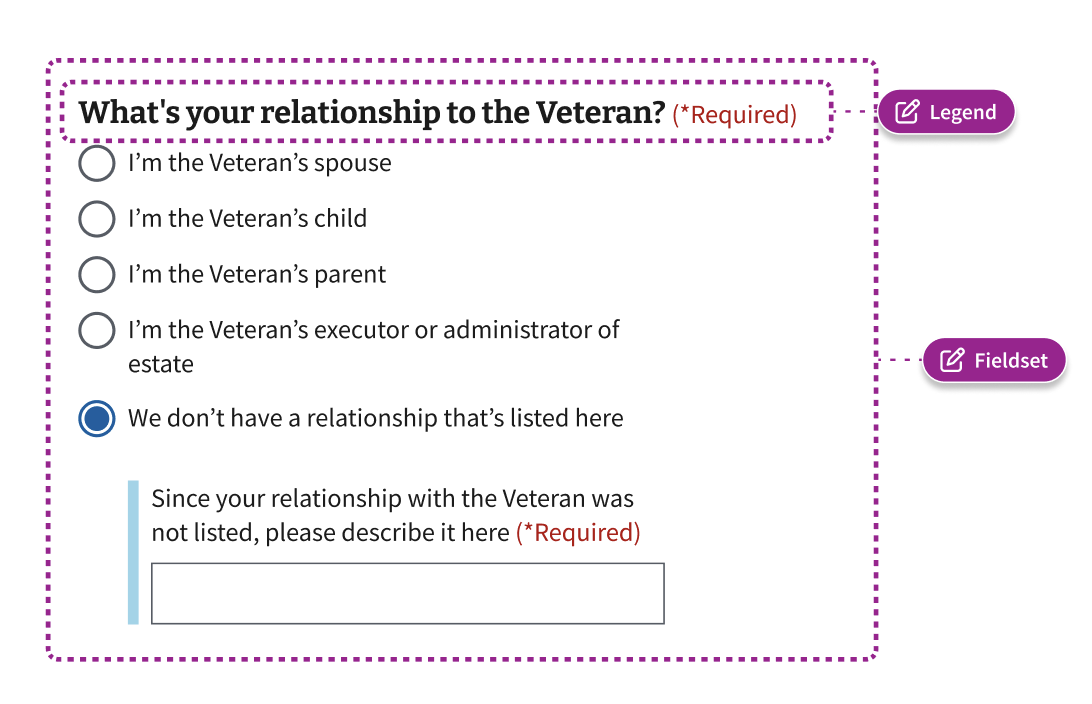 What's your relationship to the Veteran? (*Required)
Legend
I’m the Veteran’s spouse
I’m the Veteran’s child
I’m the Veteran’s parent
I’m the Veteran’s executor or administrator of
estate
Fieldset
We don’t have a relationship that’s listed here
Since your relationship with the Veteran was
not listed, please describe it here (*Required)